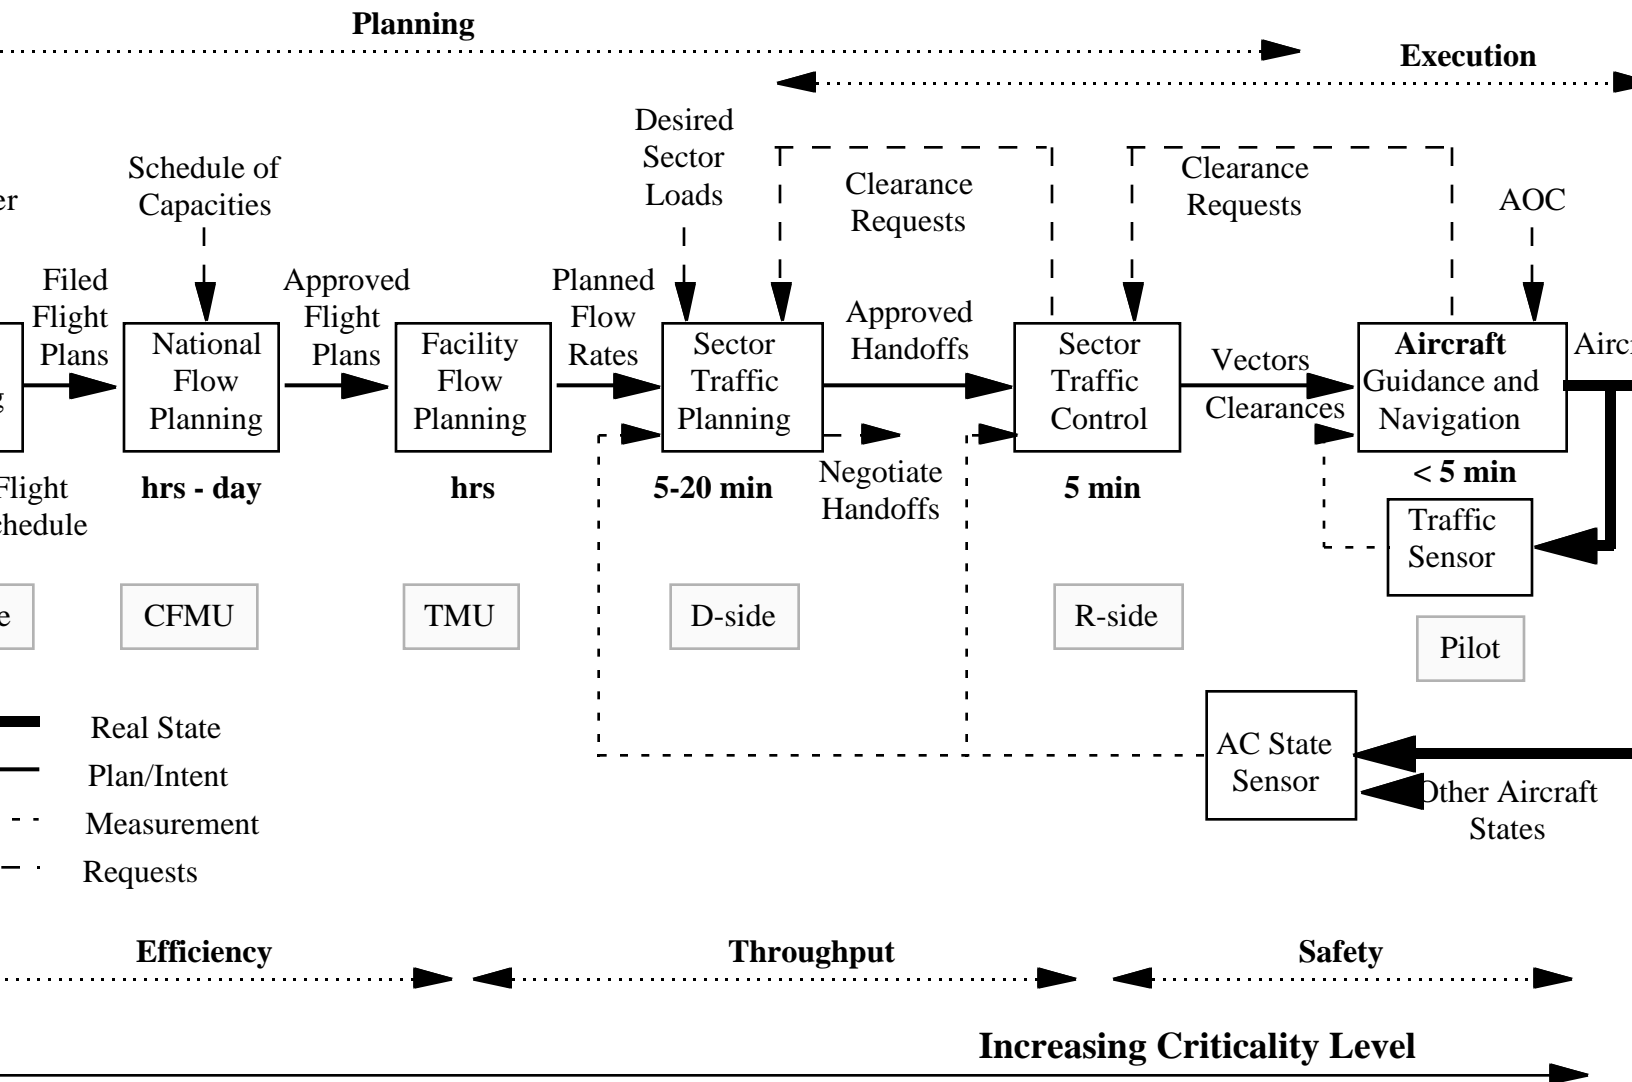 Planning
Execution
Desired
Sector
Loads
Schedule of
Capacities
Clearance
Requests
Clearance
Requests
er
AOC
Filed
Flight
Plans
Approved
Flight
Plans
Planned
Flow
Rates
Approved
Handoffs
Vectors
Clearances
Airc
g
National
Flow
Planning
Facility
Flow
Planning
Sector
Traffic
Planning
Sector
Traffic
Control
Aircraft
Guidance and
Navigation
Flight
chedule
hrs - day
hrs
5-20 min
Negotiate
Handoffs
5 min
< 5 min
Traffic
Sensor
e
CFMU
TMU
D-side
R-side
Pilot
Real State
Plan/Intent
Measurement
Requests
AC State
Sensor
Other Aircraft
States
Efficiency
Throughput
Safety
Increasing Criticality Level